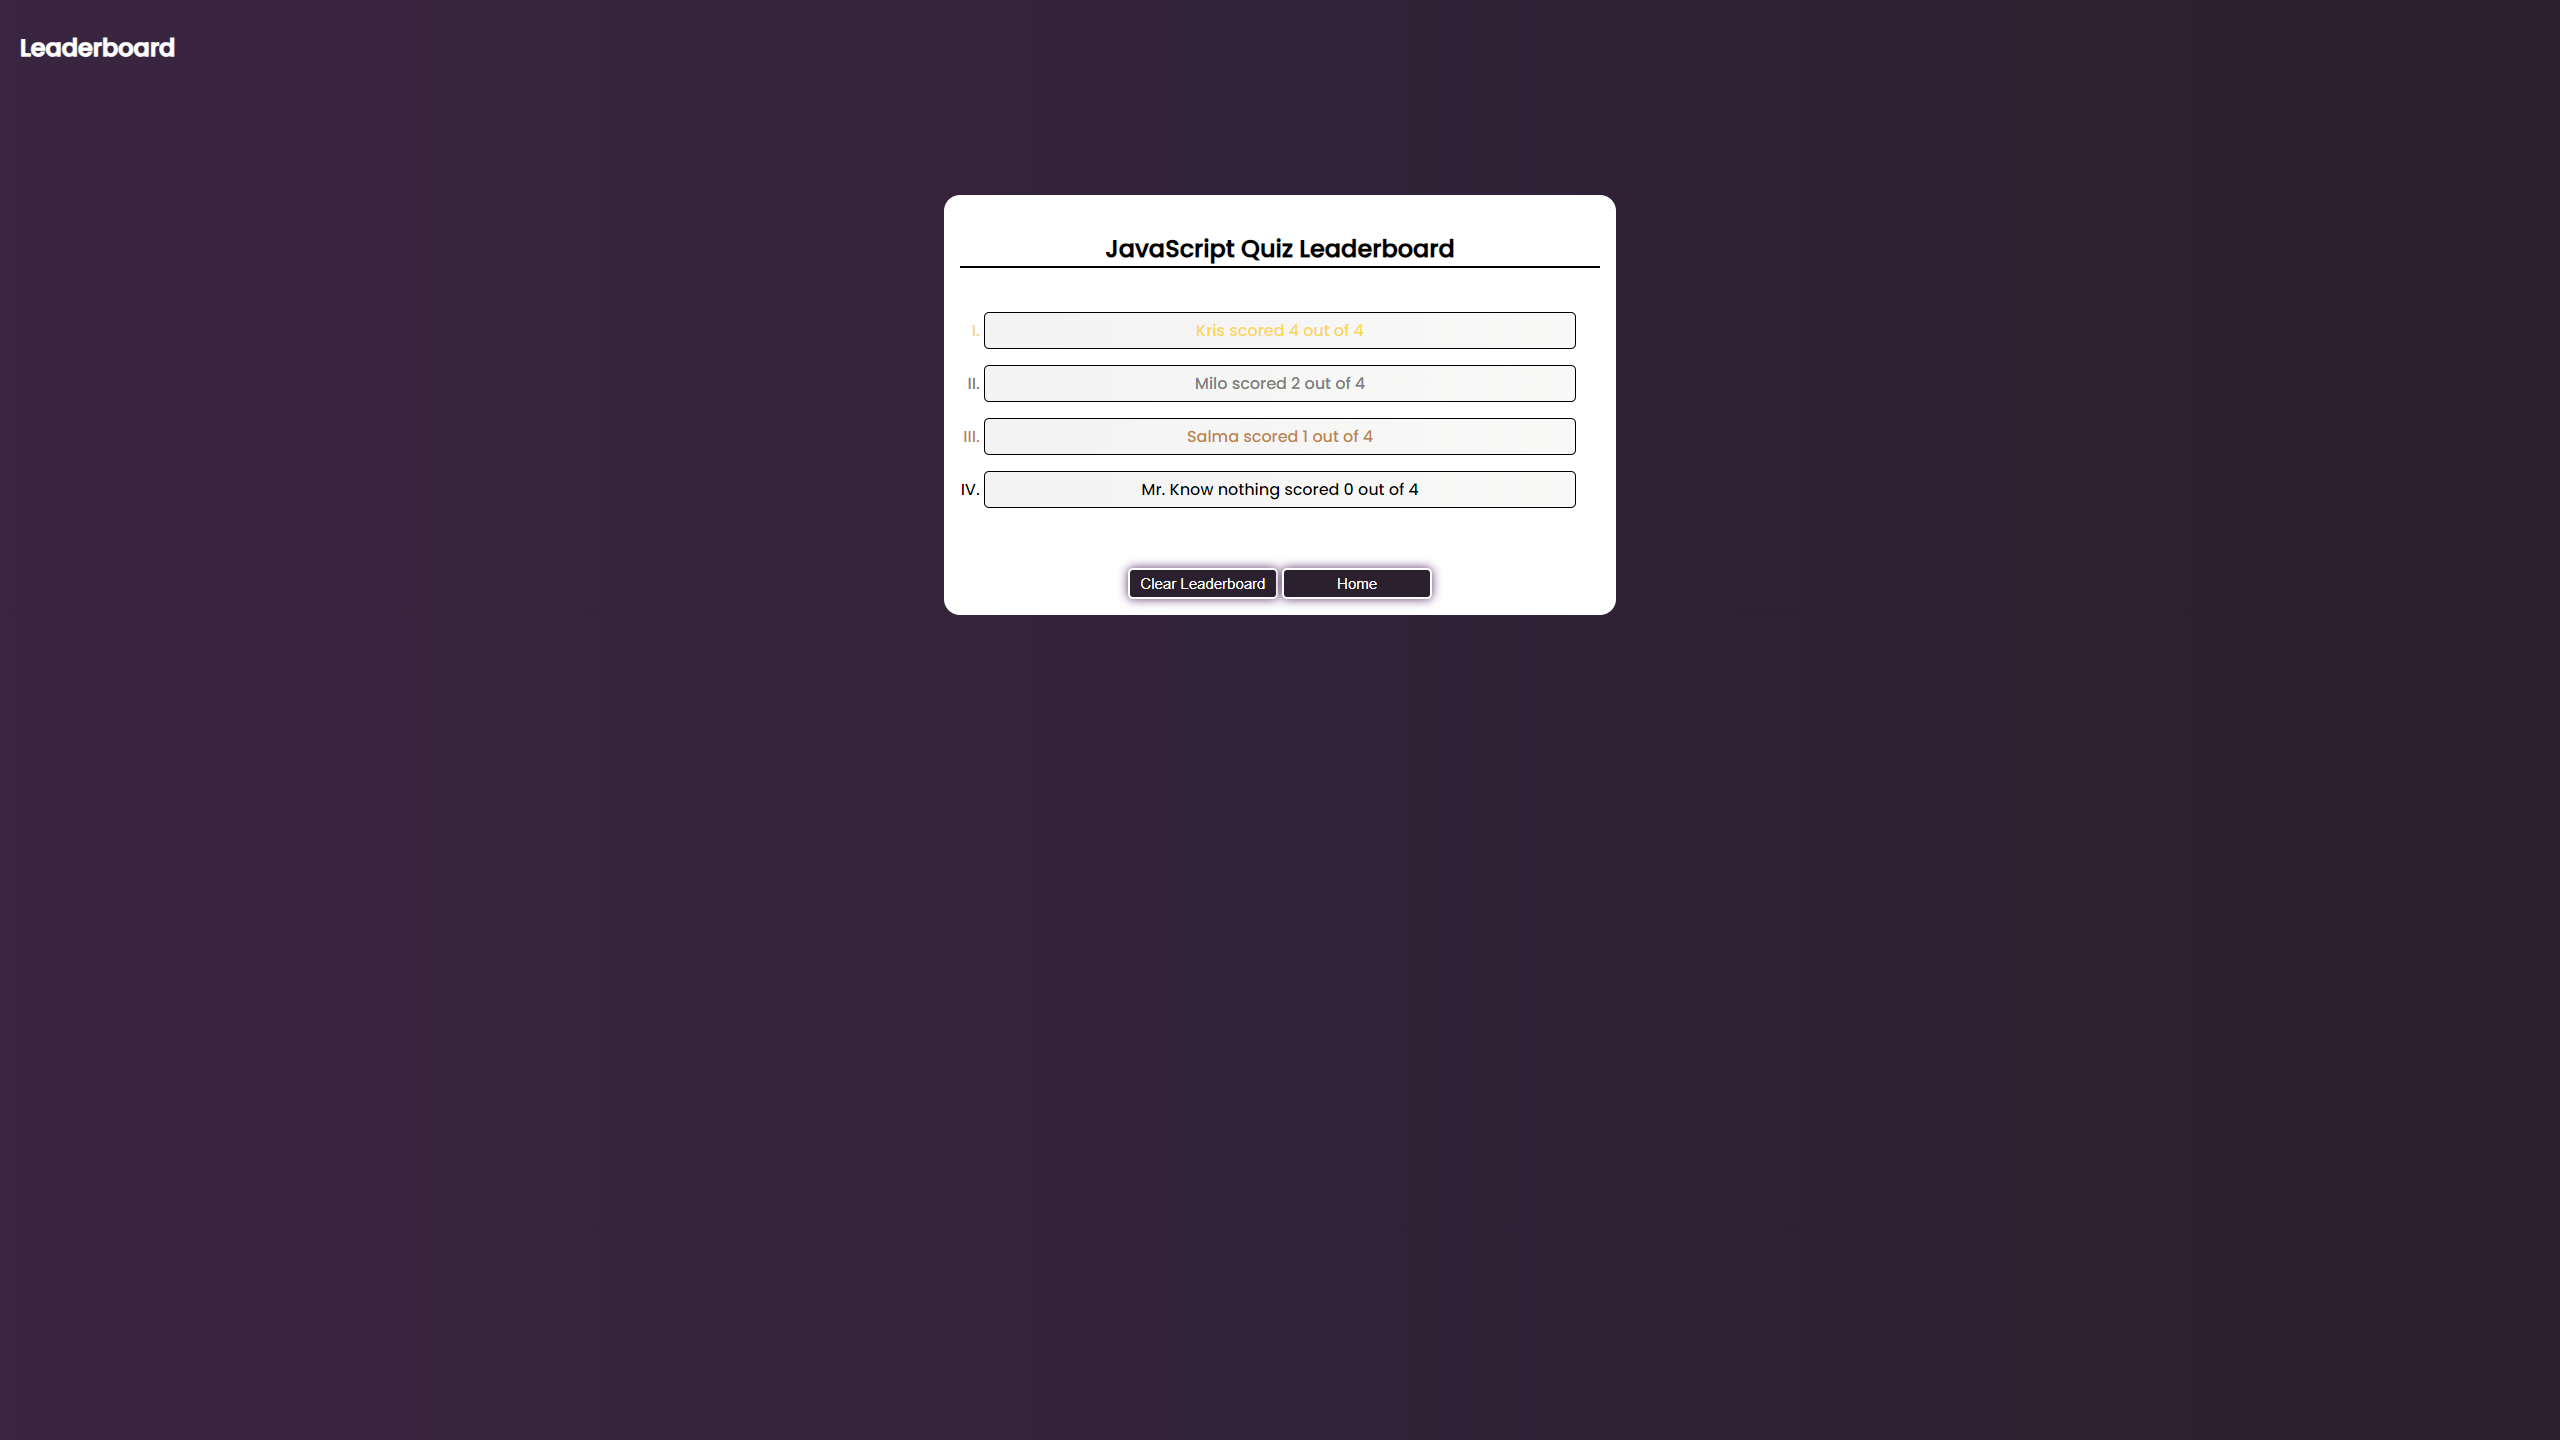 Leaderboard
JavaScript Quiz Leaderboard
I. Kris scored 4 out of 4
II. Milo scored 2 out of 4
III. Salma scored 1 out of 4
IV. Mr. Know nothing scored 0 out of 4
Clear Leaderboard Home